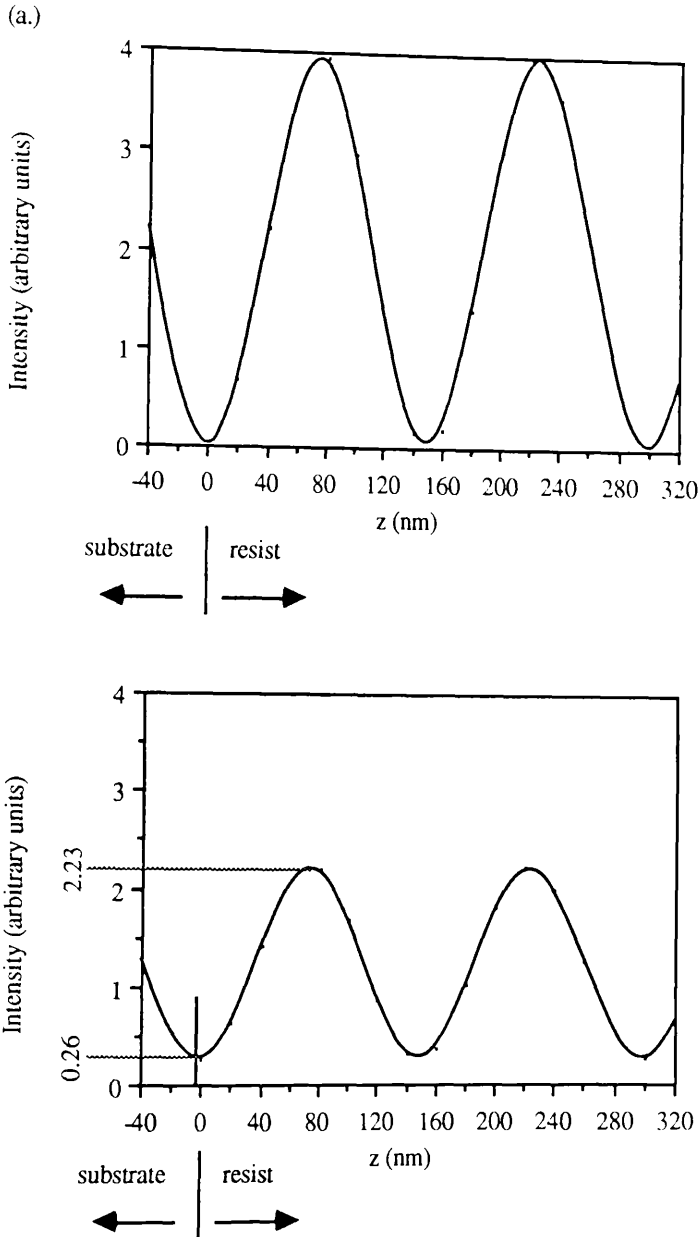 (a.)
4
3
2
1
0
Intensity (arbitrary units)
-40 0 40 80 120 160 200 240 280 320
z (nm)
substrate resist
4
3
2
1
0
2.23
0.26
Intensity (arbitrary units)
-40 0 40 80 120 160 200 240 280 320
z (nm)
substrate resist